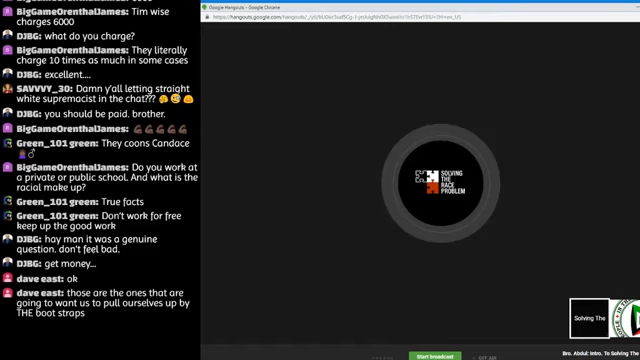 BigGameOrenthalJames: Tim wise
charges 6000
DJBG: what do you charge?
BigGameOrenthalJames: They literally
charge 10 times as much in some cases
DJBG: excellent....
SAVVVY_30: Damn y'all letting straight
white supremacist in the chat???
DJBG: you should be paid. brother.
BigGameOrenthalJames:
Green_101 green: They coons Candace
BigGameOrenthalJames: Do you work at
a private or public school? And what is the
racial make up?
Green_101 green: True facts
Green_101 green: Don't work for free
keep up the good work
DJBG: hay man it was a genuine
question. don't feel bad.
DJBG: get money...
dave east: ok
dave east: those are the ones that are
going to want us to pull ourselves up by
THE boot straps
Google Hangouts - Google Chrome
SOLVING
THE
RACE
PROBLEM
Solving The
Start broadcast
Bro. Abdul: Intro. To Solving The